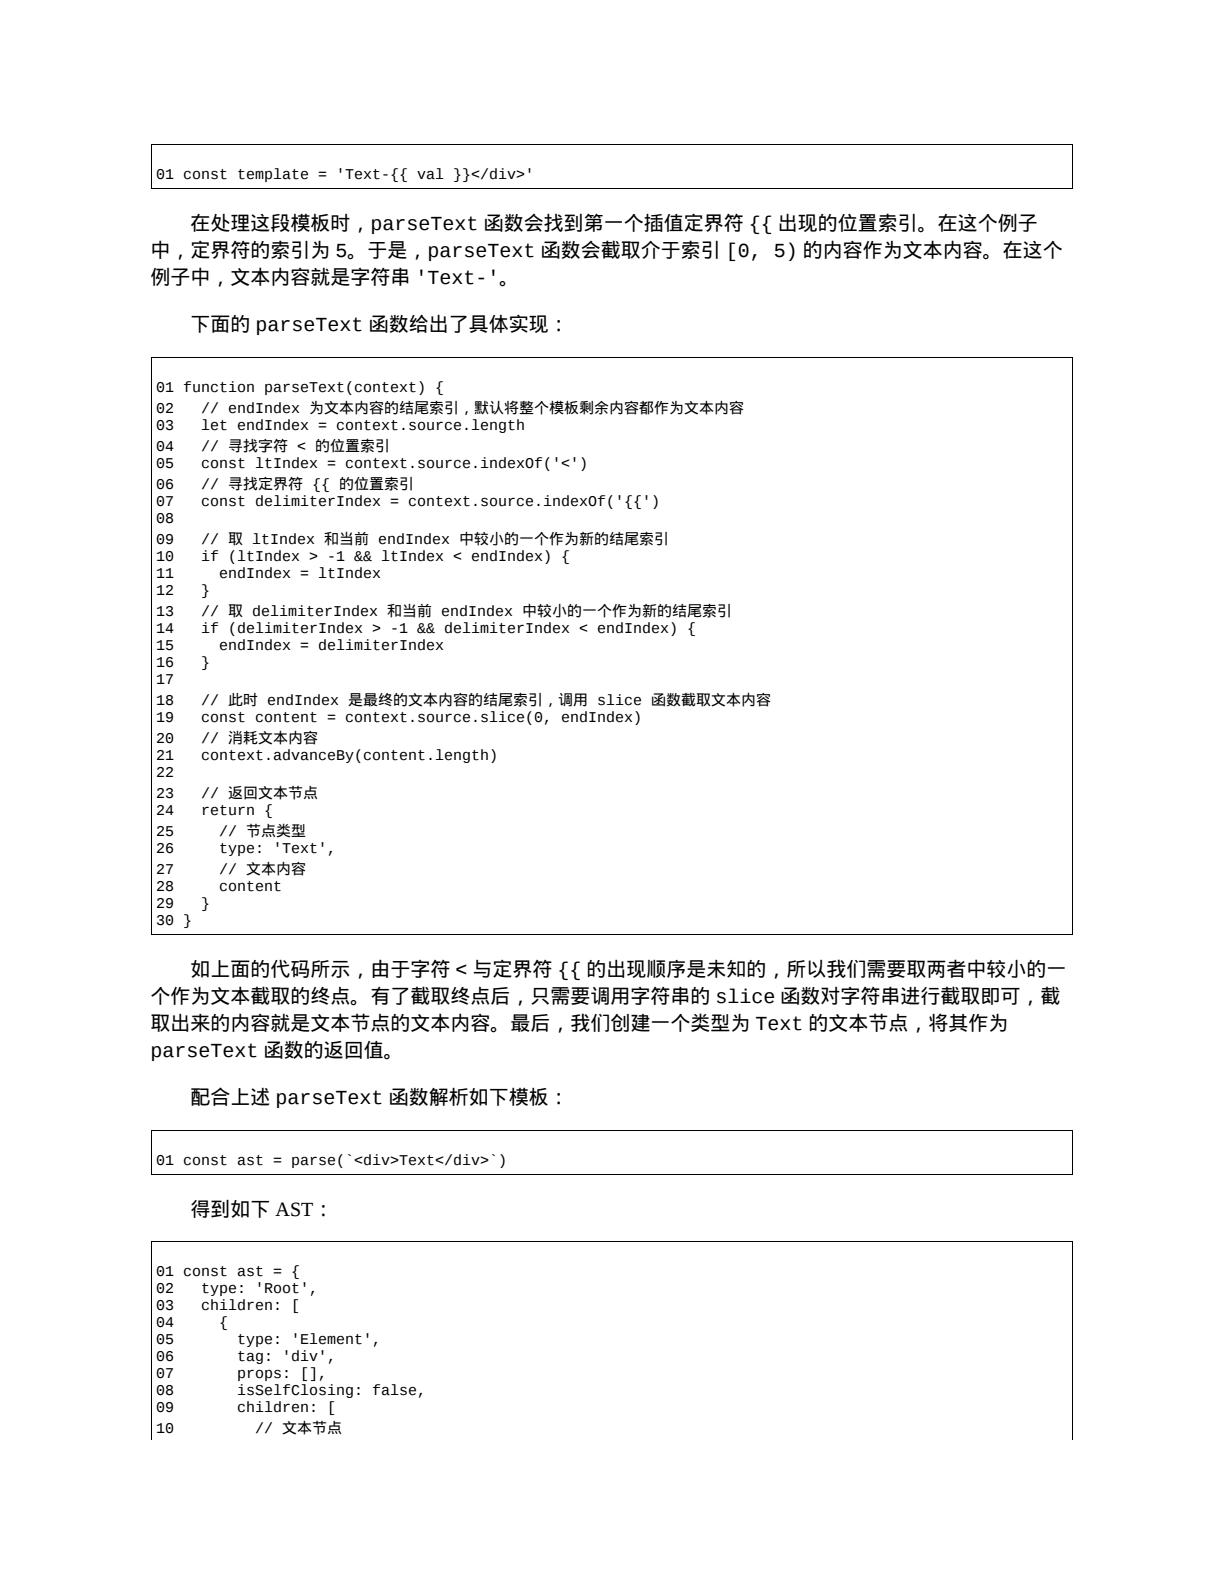 01 const template = 'Text-{{ val }}</div>'
在处理这段模板时，parseText 函数会找到第一个插值定界符 {{ 出现的位置索引。在这个例子
中，定界符的索引为 5。于是，parseText 函数会截取介于索引 [0, 5) 的内容作为文本内容。在这个
例子中，文本内容就是字符串 'Text-'。
下面的 parseText 函数给出了具体实现：
01 function parseText(context) {
02   // endIndex 为文本内容的结尾索引，默认将整个模板剩余内容都作为文本内容
03   let endIndex = context.source.length
04   // 寻找字符 < 的位置索引
05   const ltIndex = context.source.indexOf('<')
06   // 寻找定界符 {{ 的位置索引
07   const delimiterIndex = context.source.indexOf('{{')
08
09   // 取 ltIndex 和当前 endIndex 中较小的一个作为新的结尾索引
10   if (ltIndex > -1 && ltIndex < endIndex) {
11     endIndex = ltIndex
12   }
13   // 取 delimiterIndex 和当前 endIndex 中较小的一个作为新的结尾索引
14   if (delimiterIndex > -1 && delimiterIndex < endIndex) {
15     endIndex = delimiterIndex
16   }
17
18   // 此时 endIndex 是最终的文本内容的结尾索引，调用 slice 函数截取文本内容
19   const content = context.source.slice(0, endIndex)
20   // 消耗文本内容
21   context.advanceBy(content.length)
22
23   // 返回文本节点
24   return {
25     // 节点类型
26     type: 'Text',
27     // 文本内容
28     content
29   }
30 }
如上面的代码所示，由于字符 < 与定界符 {{ 的出现顺序是未知的，所以我们需要取两者中较小的一
个作为文本截取的终点。有了截取终点后，只需要调用字符串的 slice 函数对字符串进行截取即可，截
取出来的内容就是文本节点的文本内容。最后，我们创建一个类型为 Text 的文本节点，将其作为
parseText 函数的返回值。
配合上述 parseText 函数解析如下模板：
01 const ast = parse(`<div>Text</div>`)
得到如下 AST：
01 const ast = {
02   type: 'Root',
03   children: [
04     {
05       type: 'Element',
06       tag: 'div',
07       props: [],
08       isSelfClosing: false,
09       children: [
10         // 文本节点